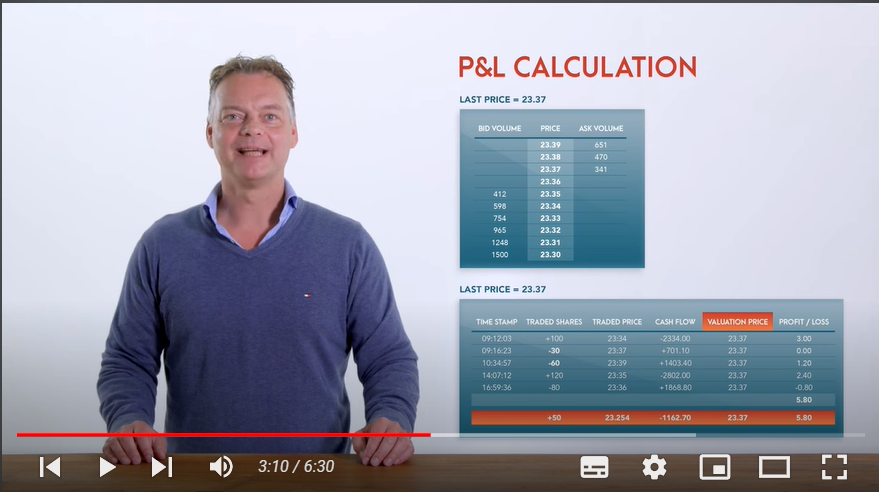 P&L CALCULATION
LAST PRICE = 23.37
BID VOLUME PRICE ASK VOLUME
23.39 651
23.38 470
23.37 341
23.36
412 23.35
598 23.34
754 23.33
965 23.32
1248 23.31
1500 23.30
LAST PRICE = 23.37
TIME STAMP TRADED SHARES TRADED PRICE CASH FLOW VALUATION PRICE PROFIT / LOSS
09:12:03 +100 23:34 -2334.00 23.37 3.00
09:16:23 -30 23:37 +701.10 23.37 0.00
10:34:57 -60 23:39 +1403.40 23.37 1.20
14:07:12 +120 23:35 -2802.00 23.37 2.40
16:59:36 -80 23:36 +1868.80 23.37 -0.80
5.80
+50 23.254 -1162.70 23.37 5.80
3:10 / 6:30